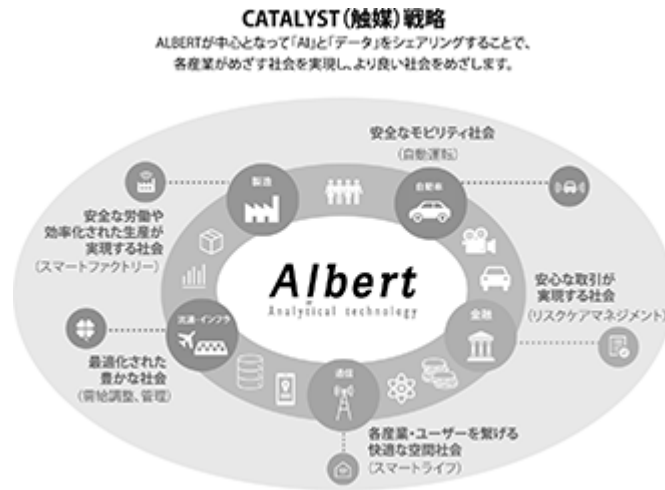 CATALYST(触媒)戦略
ALBERTが中心となって「AI」と「データ」をシェアリングすることで、
各産業がめざす社会を実現し、より良い社会をめざします。
安全なモビリティ社会
(自動運転)
製造
自動車
安全な労働や
効率化された生産が
実現する社会
(スマートファクトリー)
Albert
Analytical technology
安心な取引が
実現する社会
(リスクケアマネジメント)
流通・インフラ
金融
最適化された
豊かな社会
(需給調整、管理)
通信
各産業・ユーザーを繋げる
快適な空間社会
(スマートライフ)